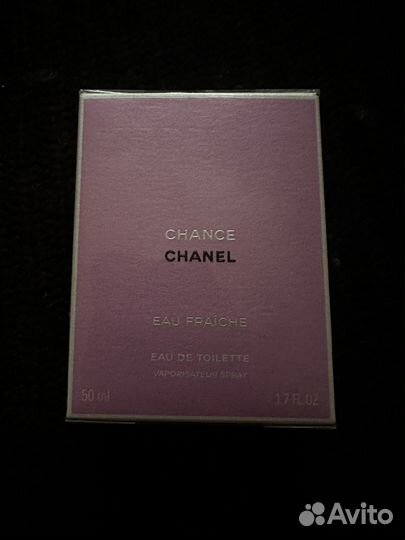 CHANCE
CHANEL
EAU FRAÎCHE
EAU DE TOILETTE
VAPORISATEUR SPRAY
50 ml 1.7 FL.OZ
Avito